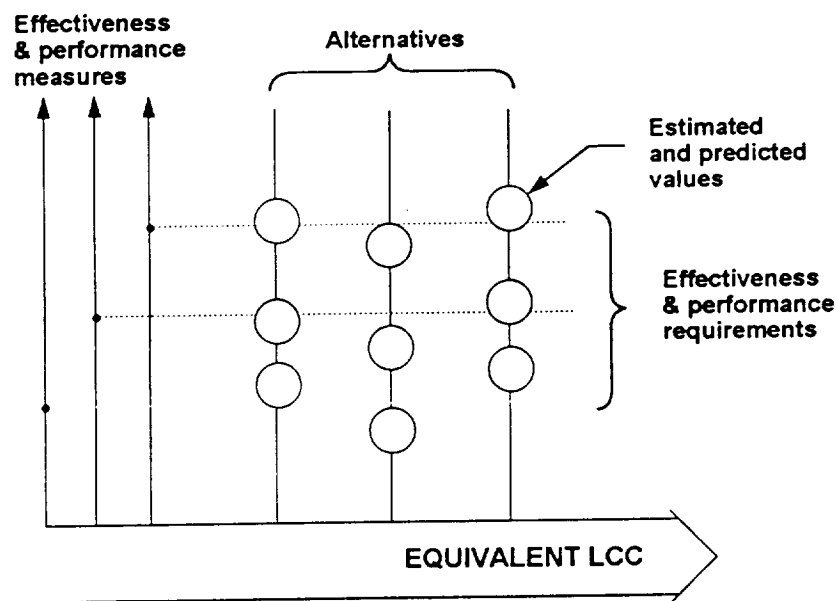 Effectiveness
& performance
measures
Alternatives
Estimated
and predicted
values
Effectiveness
& performance
requirements
EQUIVALENT LCC